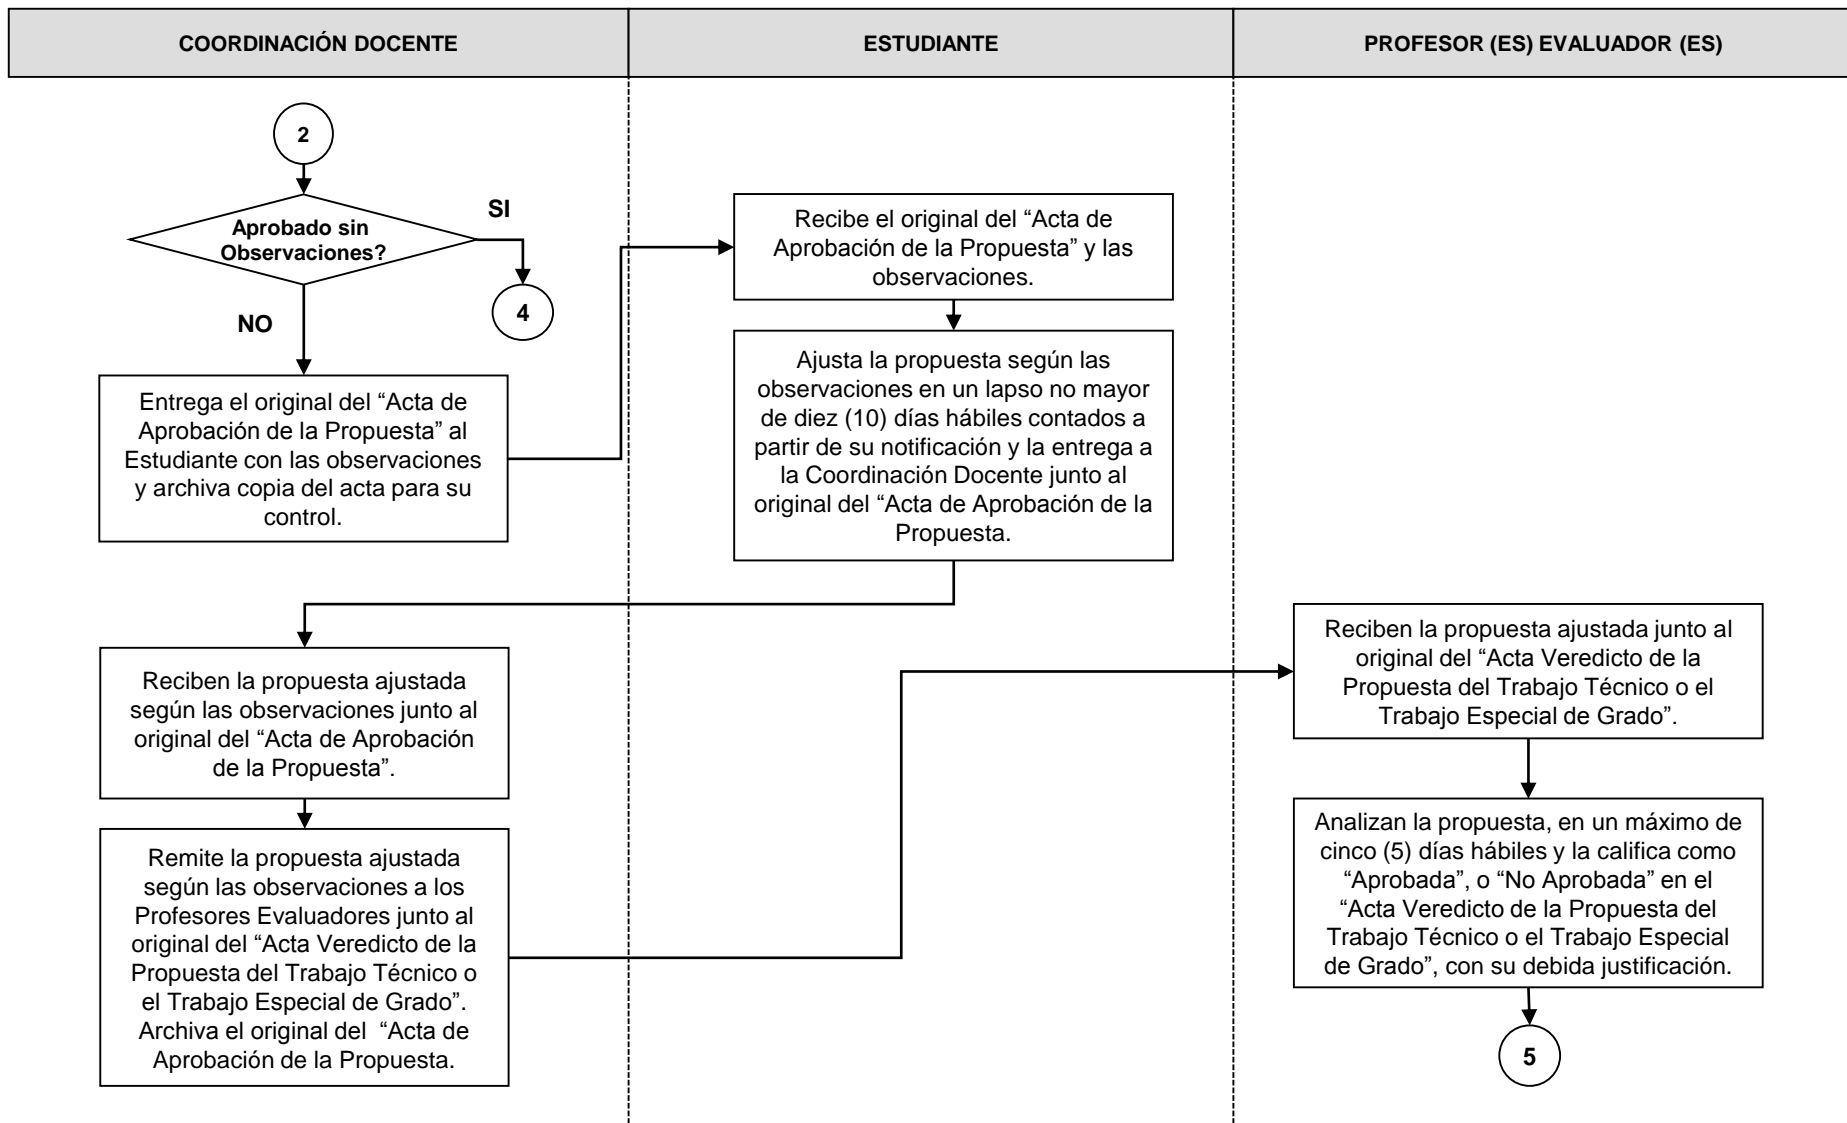 COORDINACIÓN DOCENTE
ESTUDIANTE
PROFESOR (ES) EVALUADOR (ES)
2
Aprobado sin
Observaciones?
SI
4
NO
Entrega el original del “Acta de
Aprobación de la Propuesta” al
Estudiante con las observaciones
y archiva copia del acta para su
control.
Recibe el original del “Acta de
Aprobación de la Propuesta” y las
observaciones.
Ajusta la propuesta según las
observaciones en un lapso no mayor
de diez (10) días hábiles contados a
partir de su notificación y la entrega a
la Coordinación Docente junto al
original del “Acta de Aprobación de la
Propuesta.
Reciben la propuesta ajustada
según las observaciones junto al
original del “Acta de Aprobación
de la Propuesta”.
Remite la propuesta ajustada
según las observaciones a los
Profesores Evaluadores junto al
original del “Acta Veredicto de la
Propuesta del Trabajo Técnico o
el Trabajo Especial de Grado”.
Archiva el original del “Acta de
Aprobación de la Propuesta.
Reciben la propuesta ajustada junto al
original del “Acta Veredicto de la
Propuesta del Trabajo Técnico o el
Trabajo Especial de Grado”.
Analizan la propuesta, en un máximo de
cinco (5) días hábiles y la califica como
“Aprobada”, o “No Aprobada” en el
“Acta Veredicto de la Propuesta del
Trabajo Técnico o el Trabajo Especial
de Grado”, con su debida justificación.
5